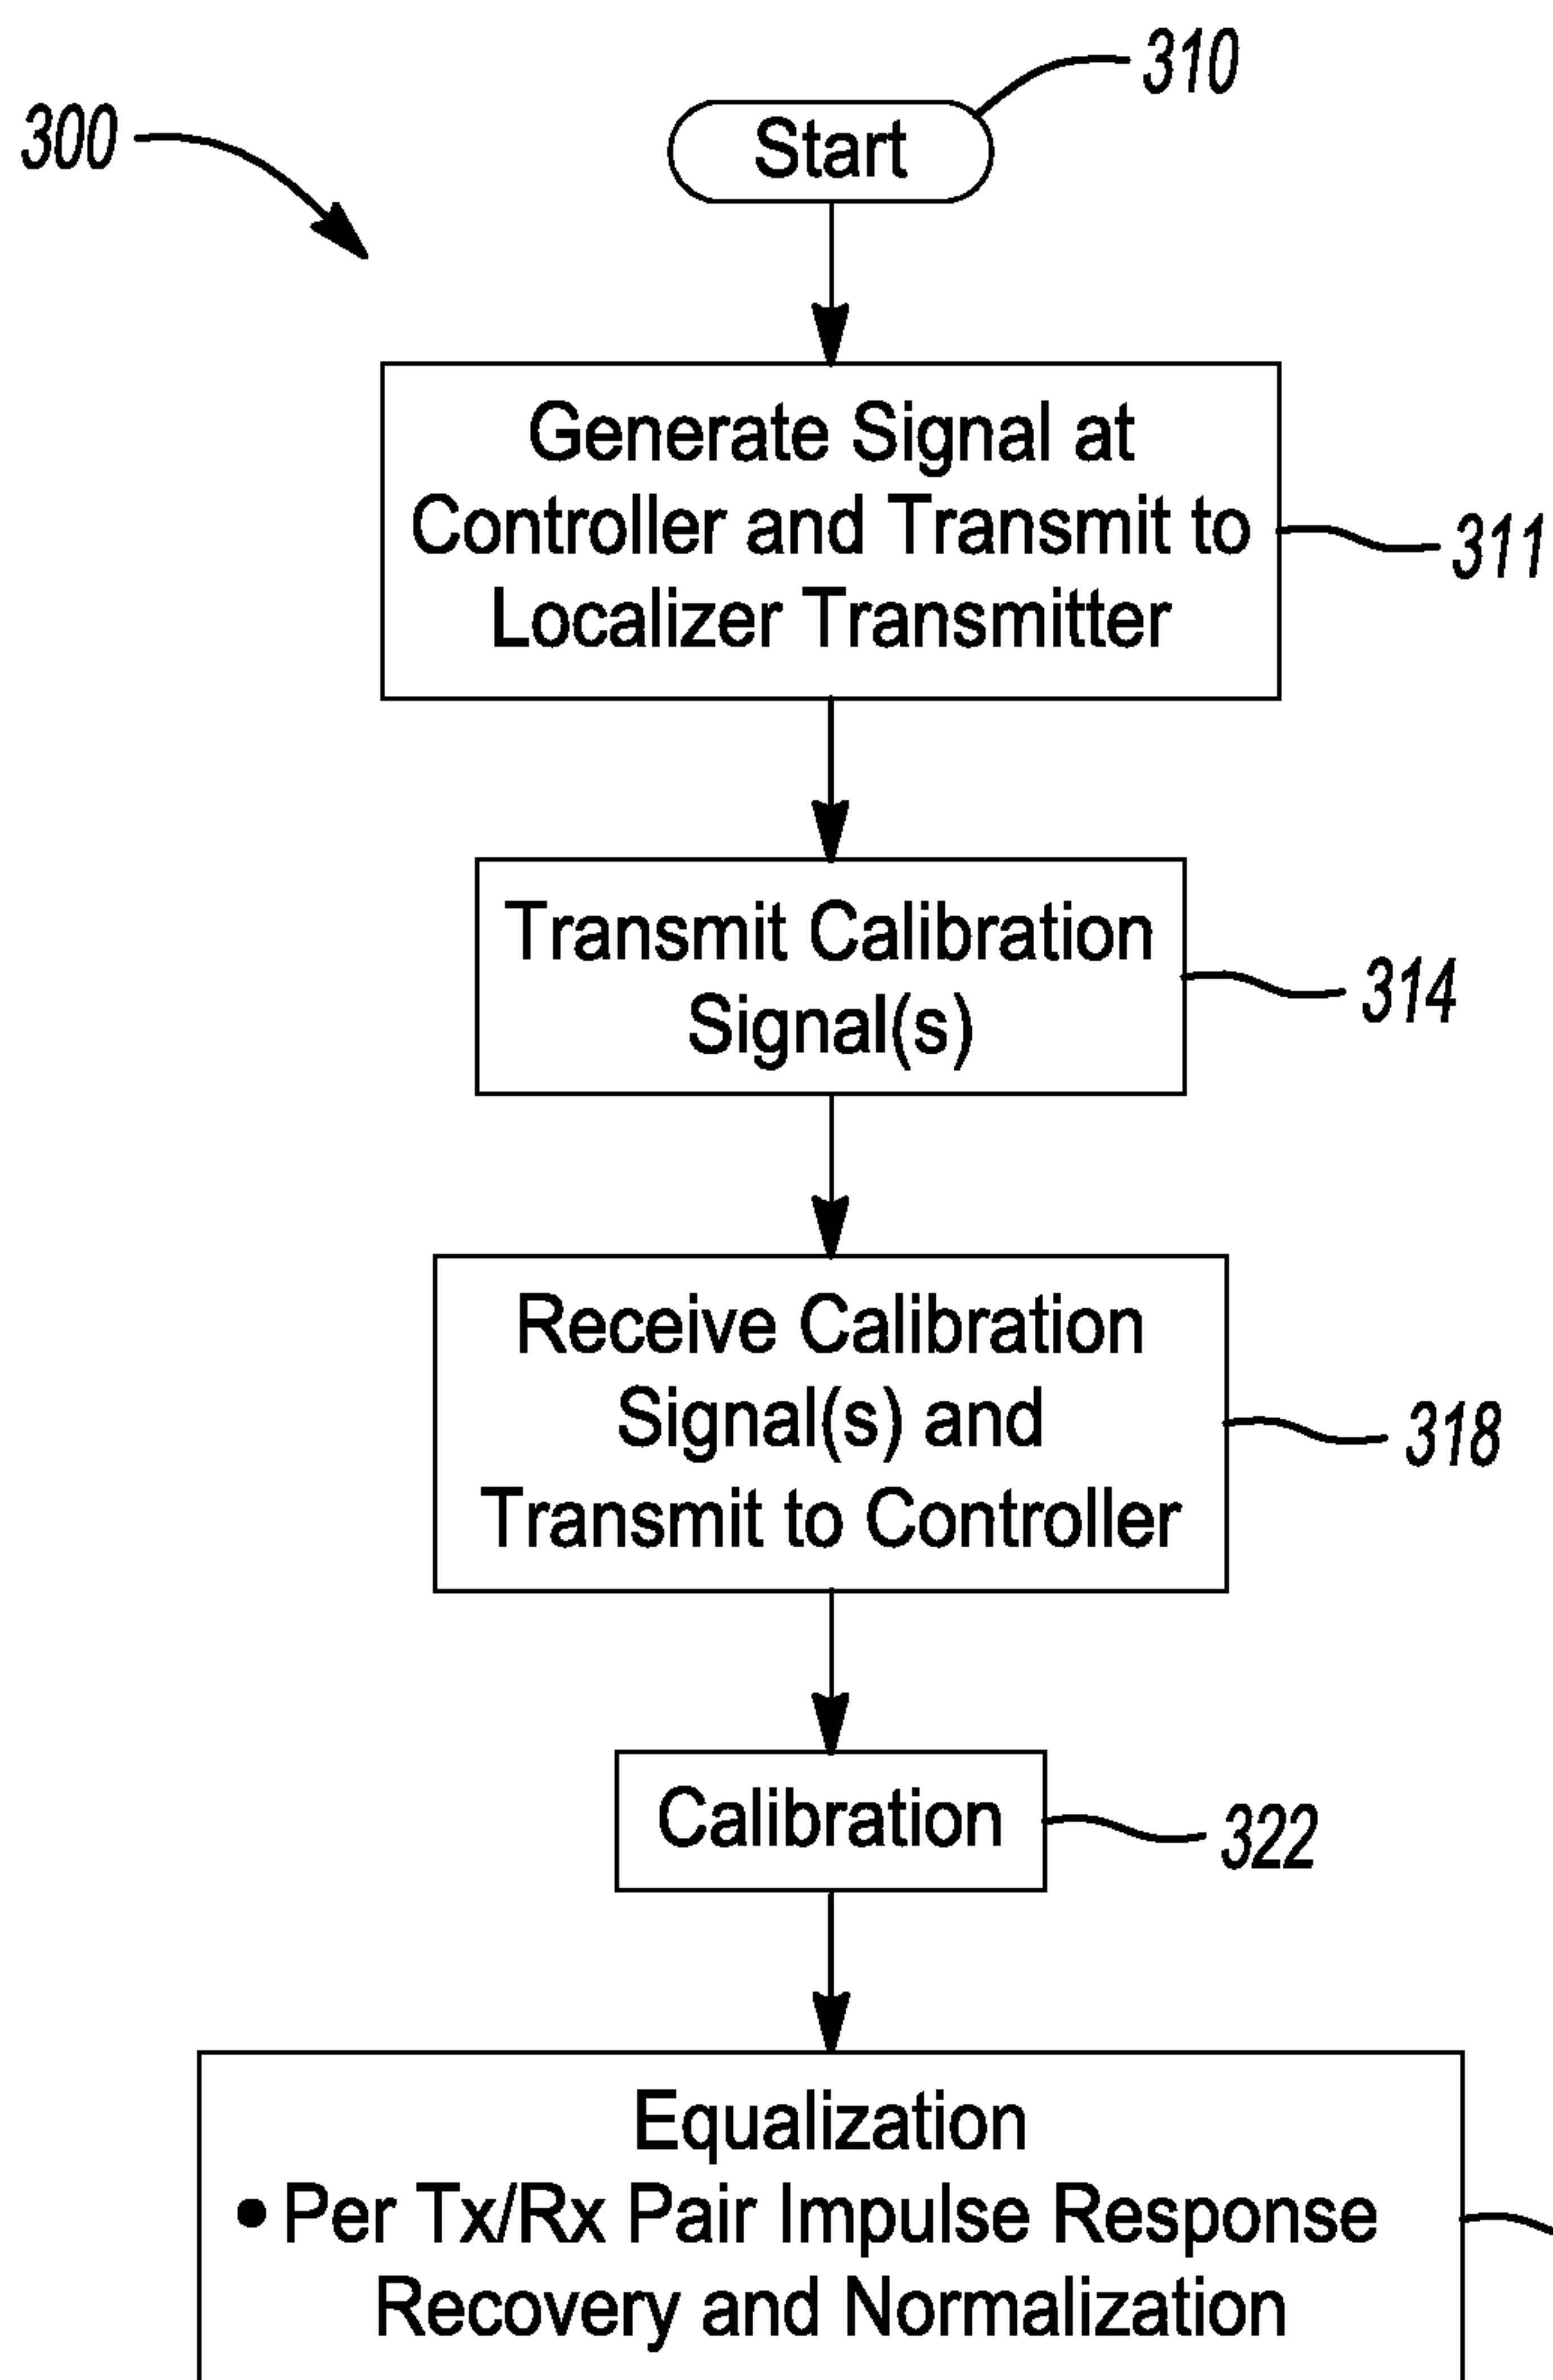 300
310
Start
Generate Signal at
Controller and Transmit to
Localizer Transmitter
311
Transmit Calibration
Signal(s)
314
Receive Calibration
Signal(s) and
Transmit to Controller
318
Calibration
322
Equalization
• Per Tx/Rx Pair Impulse Response
Recovery and Normalization